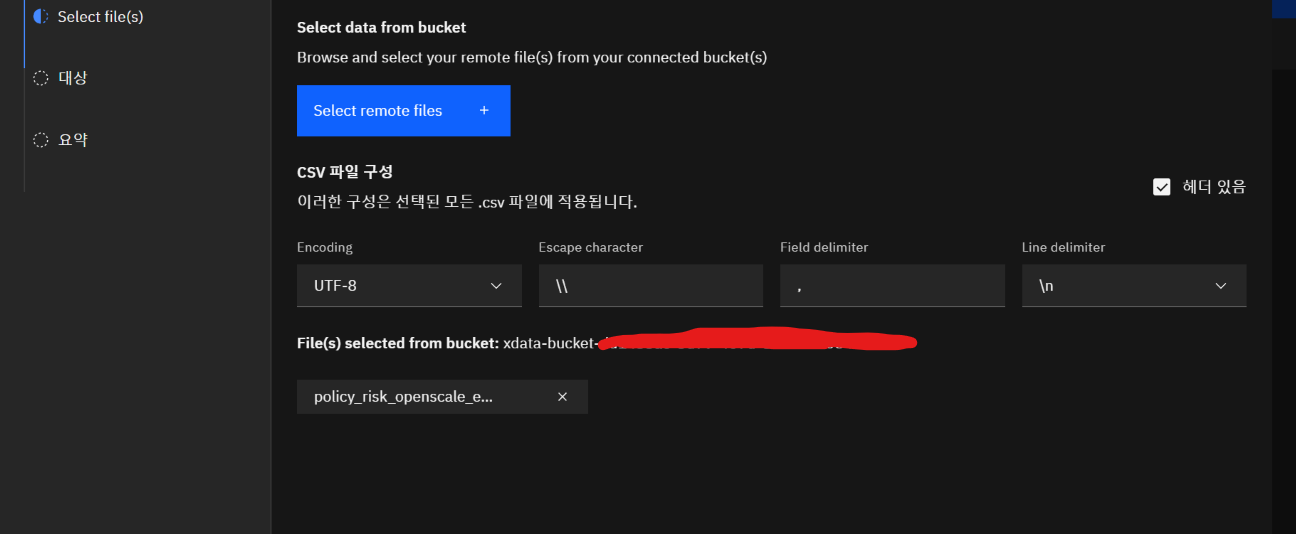 Select file(s)
대상
요약
Select data from bucket
Browse and select your remote file(s) from your connected bucket(s)
Select remote files +
CSV 파일 구성
이러한 구성은 선택된 모든 .csv 파일에 적용됩니다.
헤더 있음
Encoding
Escape character
Field delimiter
Line delimiter
UTF-8
\\
,
\n
File(s) selected from bucket: xdata-bucket-
policy_risk_openscale_e...